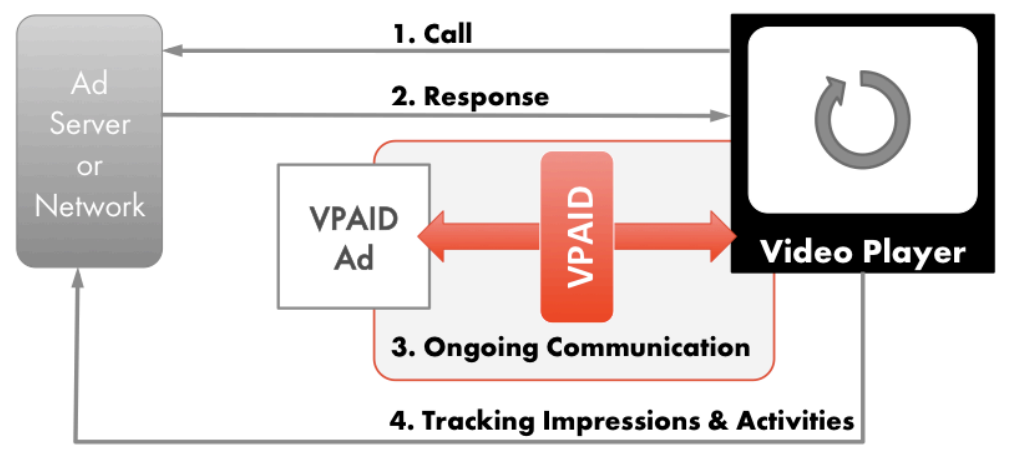 1. Call
Ad
Server
or
Network
2. Response
VPAID
Ad
VPAID
Video Player
3. Ongoing Communication
4. Tracking Impressions & Activities